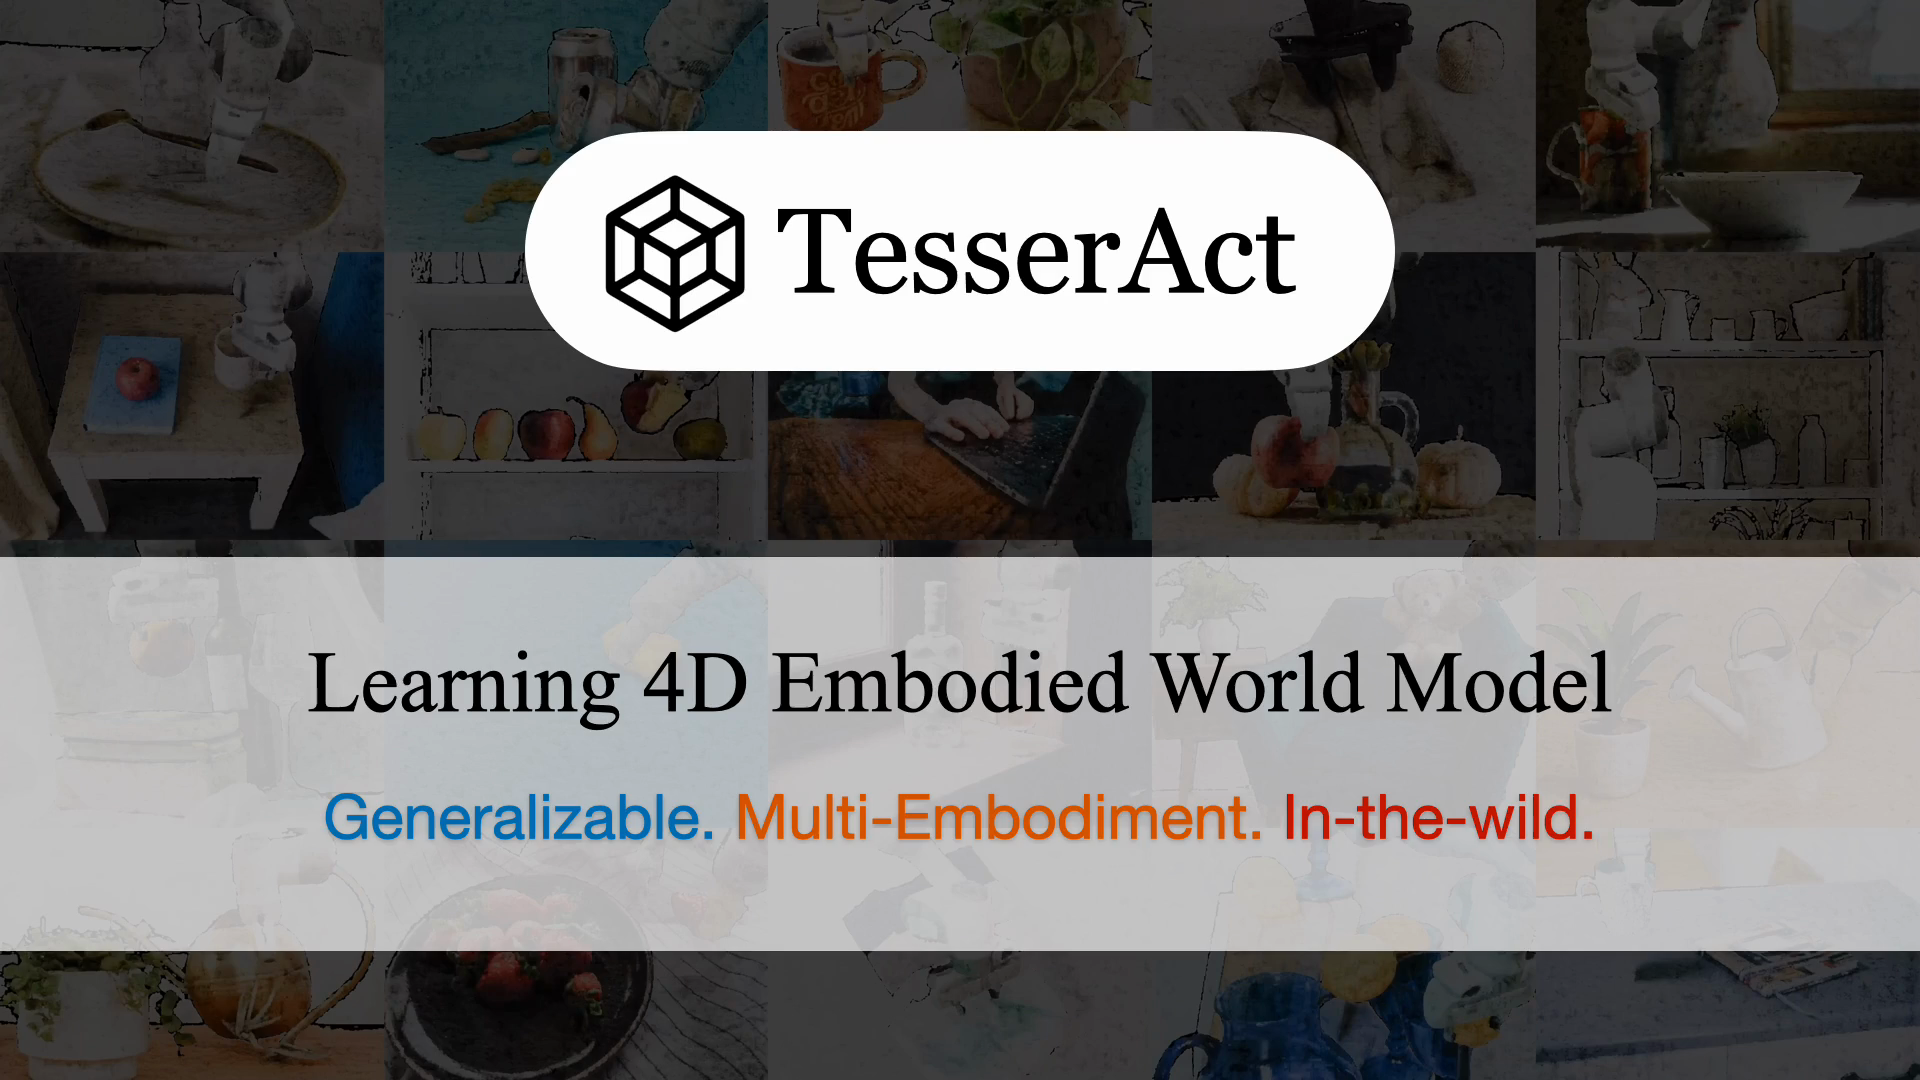 TesserAct
Learning 4D Embodied World Model
Generalizable. Multi-Embodiment. In-the-wild.